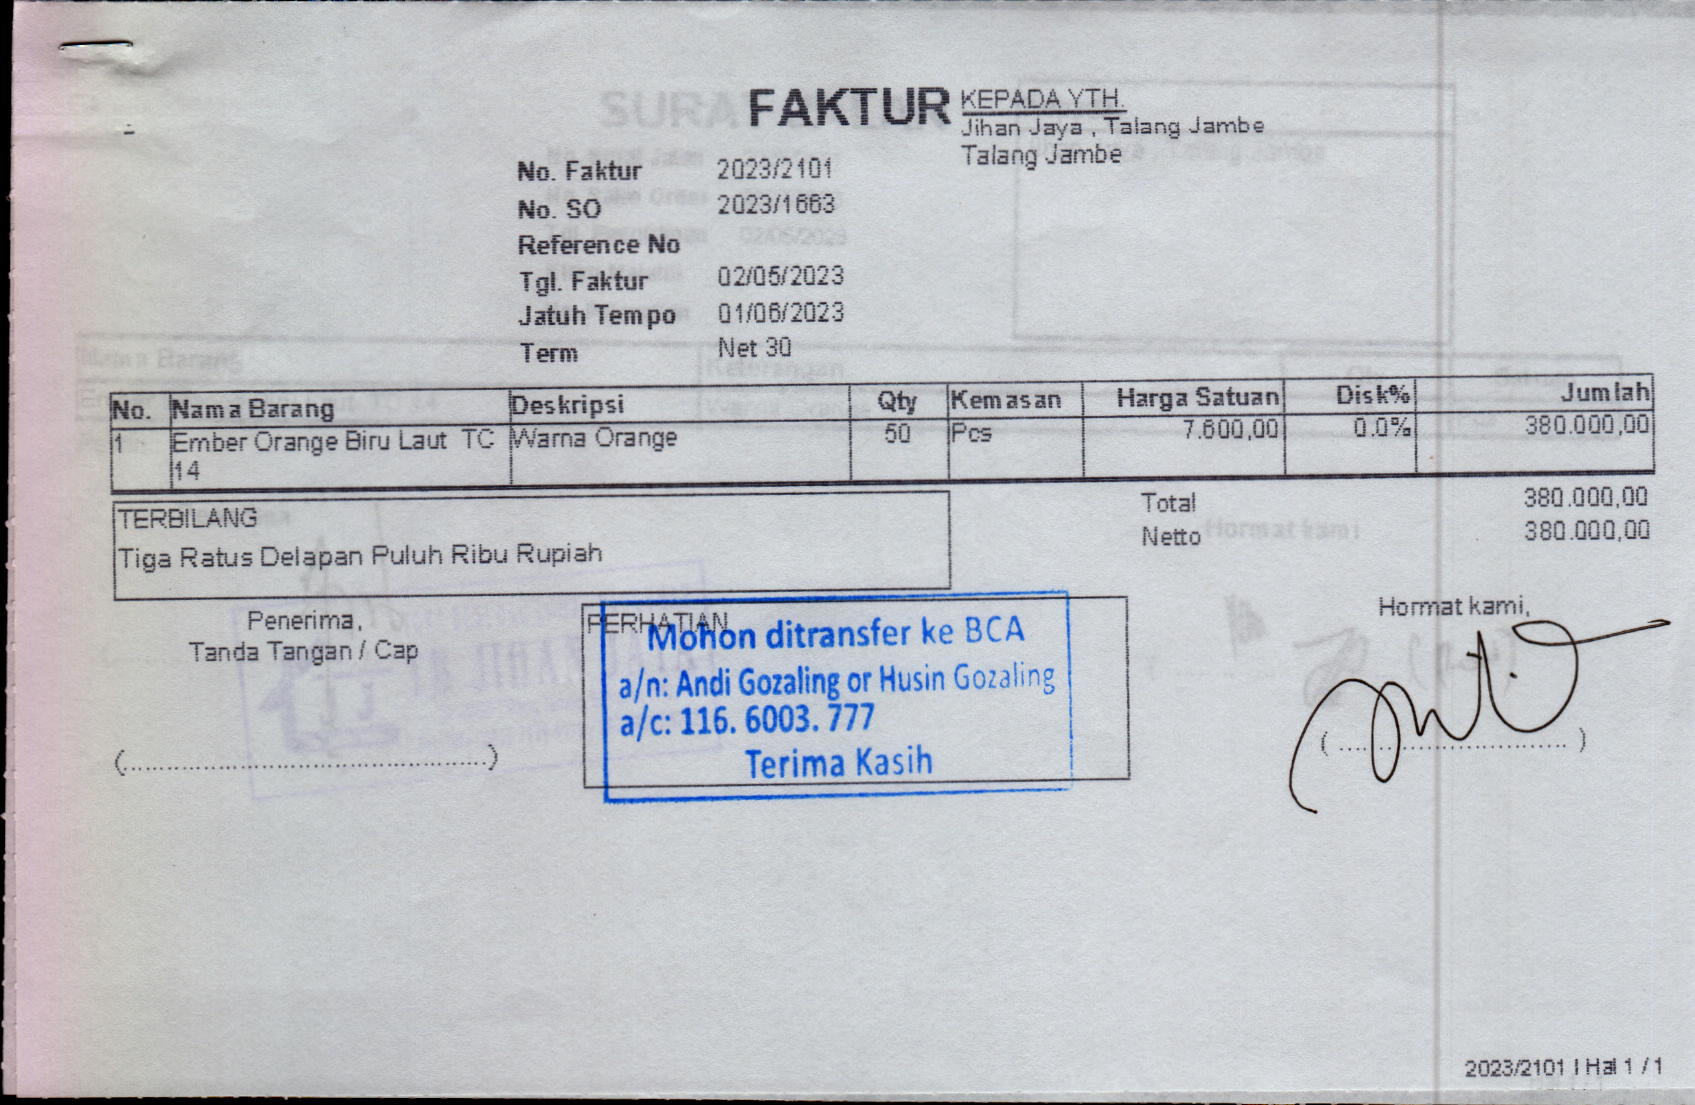 FAKTUR
KEPADA YTH.
Jihan Jaya , Talang Jambe
Talang Jambe
No. Faktur 2023/2101
No. SO 2023/1663
Reference No
Tgl. Faktur 02/05/2023
Jatuh Tempo 01/06/2023
Term Net 30
No. Nama Barang Deskripsi Qty Kemasan Harga Satuan Disk% Jumlah
1 Ember Orange Biru Laut TC Warna Orange 50 Pcs 7.600,00 0.0% 380.000,00
14
TERBILANG
Tiga Ratus Delapan Puluh Ribu Rupiah
Total 380.000,00
Netto 380.000,00
Penerima,
Tanda Tangan / Cap
(................................................)
PERHATIAN
Mohon ditransfer ke BCA
a/n: Andi Gozaling or Husin Gozaling
a/c: 116. 6003. 777
Terima Kasih
Hormat kami,
( ................................ )
2023/2101 | Hal 1 / 1